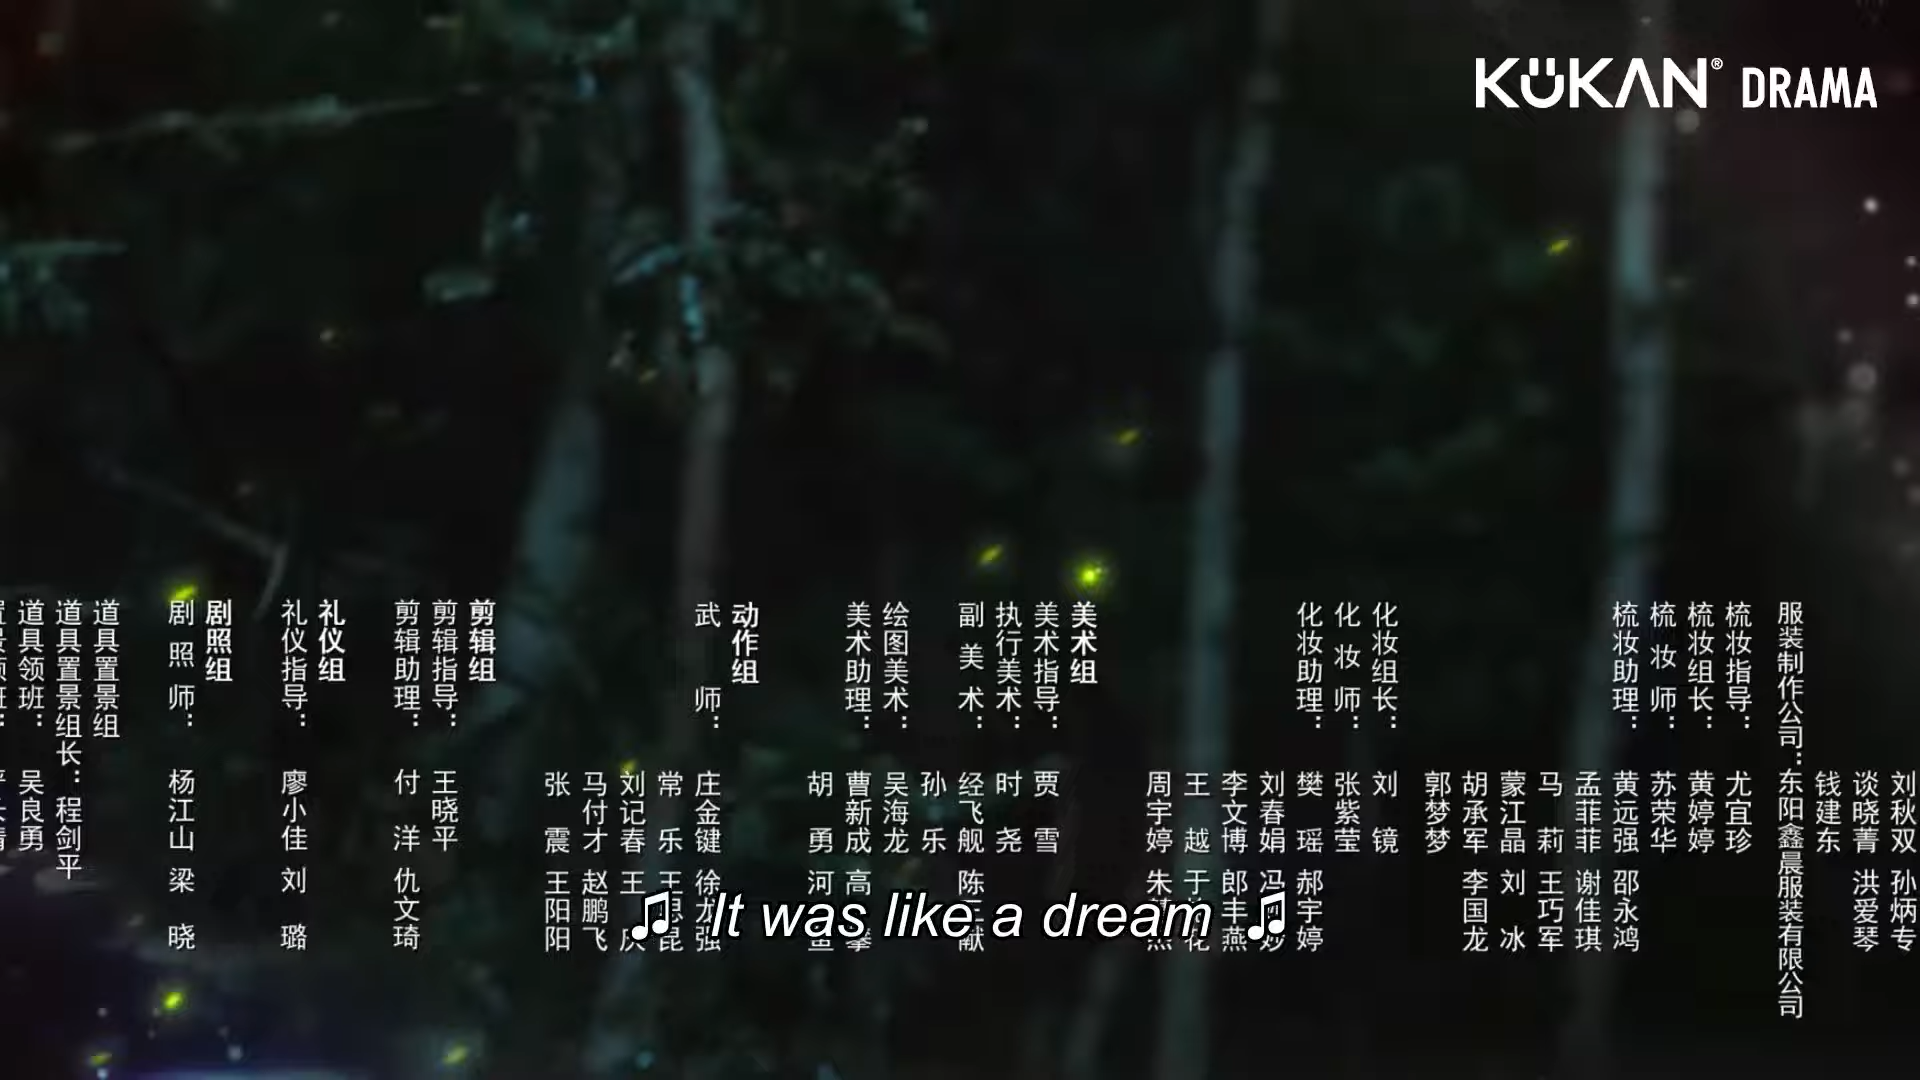 KÜKAN® DRAMA
刘秋双 孙炳专
谈晓菁 洪爱琴
钱建东
服装制作公司：东阳鑫晨服装有限公司
梳妆指导：尤宜珍
梳妆组长：黄婷婷
梳妆师：苏荣华
梳妆助理：黄远强 邵永鸿
孟菲菲 谢佳琪
马莉 王巧军
蒙江晶 刘冰
胡承军 李国龙
郭梦梦
化妆组长：刘镜
化妆师：张紫莹
化妆助理：樊瑶 郝宇婷
刘春娟
李文博 郎丰燕
王越
周宇婷
美术组
美术指导：贾雪
执行美术：时尧
副美术：经飞舰
孙乐
绘图美术：吴海龙
美术助理：曹新成
胡勇
动作组
武师：庄金键 徐龙强
常乐
刘记春
马付才 赵鹏飞
张震 王阳阳
剪辑组
剪辑指导：王晓平
剪辑助理：付洋 仇文琦
礼仪组
礼仪指导：廖小佳 刘璐
剧照组
剧照师：杨江山 梁晓
道具置景组
道具置景组长：程剑平
道具领班：吴良勇
♫ It was like a dream ♫